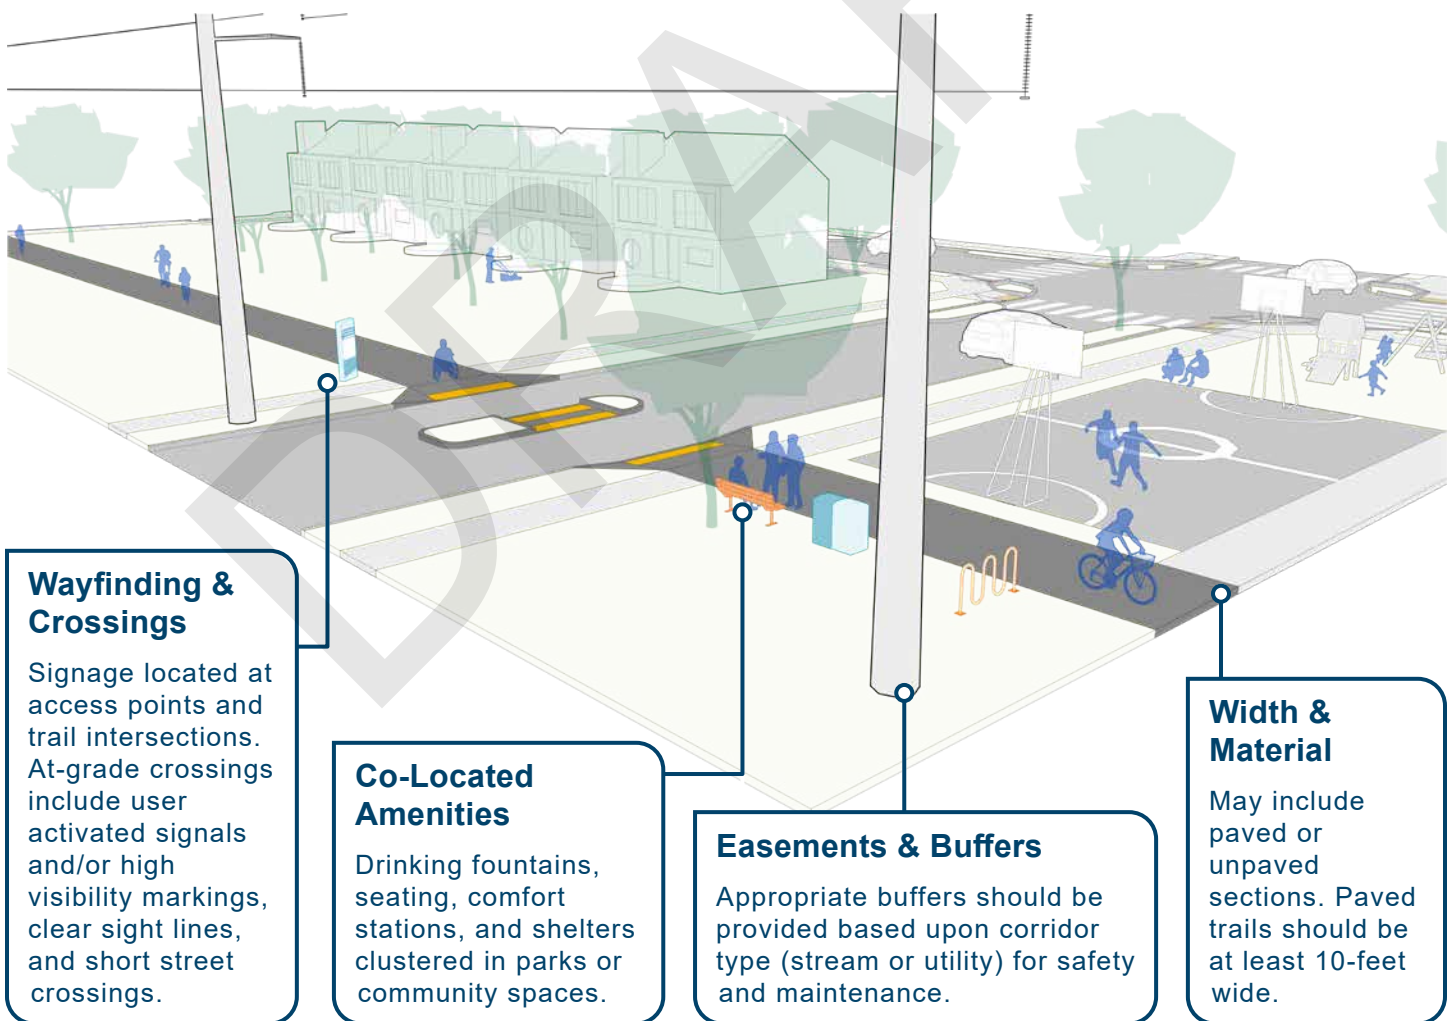 DRAF
Wayfinding &
Crossings
Signage located at
access points and
trail intersections.
At-grade crossings
include user
activated signals
and/or high
visibility markings,
clear sight lines,
and short street
crossings.
Co-Located
Amenities
Drinking fountains,
seating, comfort
stations, and shelters
clustered in parks or
community spaces.
Easements & Buffers
Appropriate buffers should be
provided based upon corridor
type (stream or utility) for safety
and maintenance.
Width &
Material
May include
paved or
unpaved
sections. Paved
trails should be
at least 10-feet
wide.